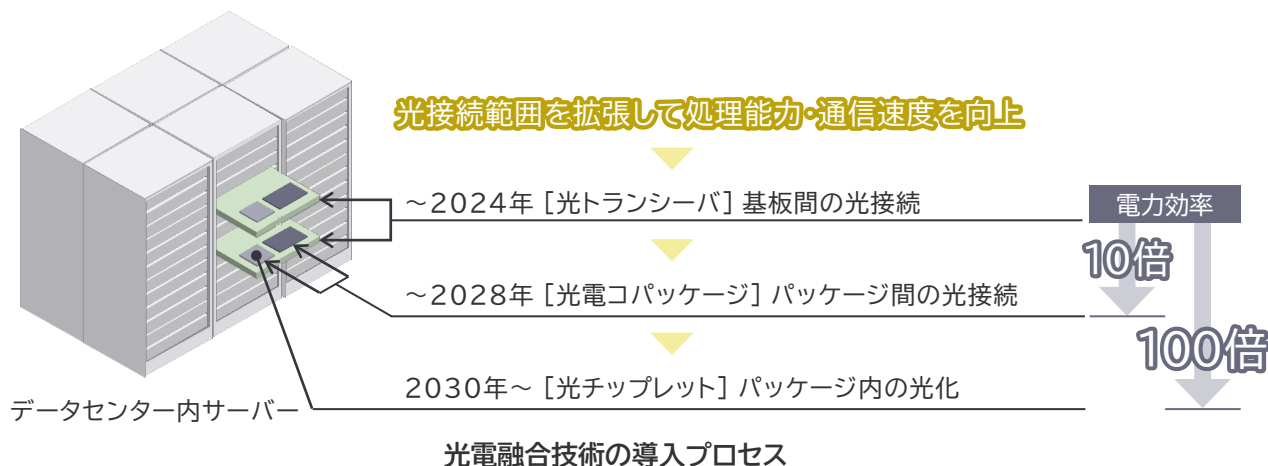 光接続範囲を拡張して処理能力・通信速度を向上
～2024年 [光トランシーバ] 基板間の光接続
電力効率
10倍
～2028年 [光電コパッケージ] パッケージ間の光接続
100倍
2030年～ [光チップレット] パッケージ内の光化
データセンター内サーバー
光電融合技術の導入プロセス